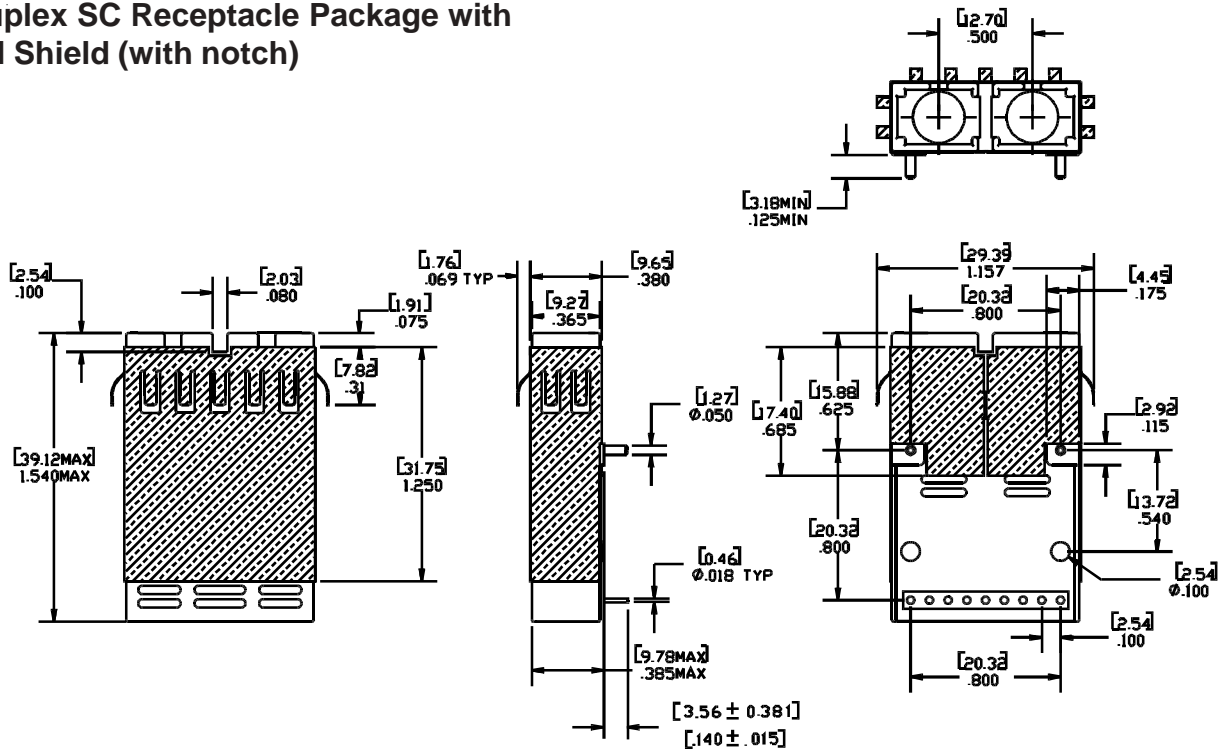 uplex SC Receptacle Package with
Shield (with notch)
[12.70]
.500
[3.18MIN]
.125MIN
[2.54]
.100
[2.03]
.080
[1.91]
.075
[7.82]
.31
[39.12MAX]
1.540MAX
[31.75]
1.250
[1.76]
.069 TYP
[9.65]
.380
[9.27]
.365
[1.27]
Ø.050
[0.46]
Ø.018 TYP
[9.78MAX]
.385MAX
[3.56 ± 0.381]
[.140 ± .015]
[29.39]
1.157
[20.32]
.800
[4.45]
.175
[15.88]
.625
[17.40]
.685
[2.92]
.115
[20.32]
.800
[13.72]
.540
[2.54]
Ø.100
[2.54]
.100
[20.32]
.800